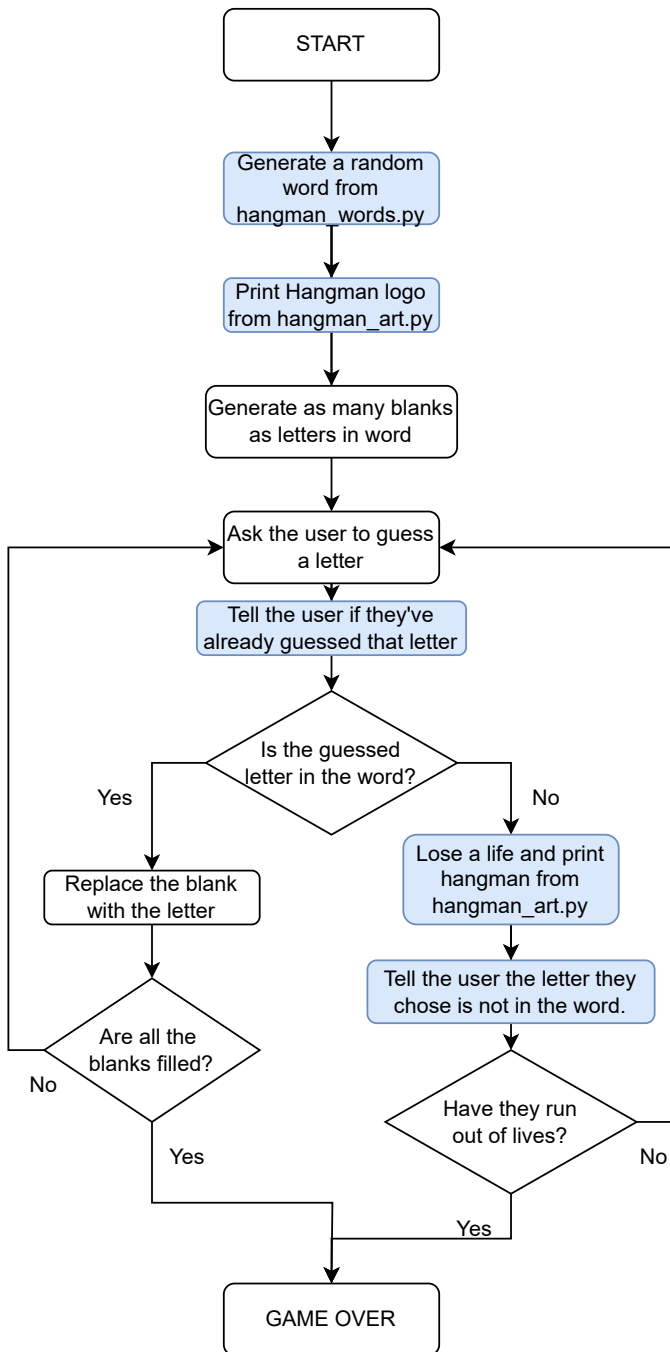 START
Generate a random
word from
hangman_words.py
Print Hangman logo
from hangman_art.py
Generate as many blanks
as letters in word
Ask the user to guess
a letter
Tell the user if they've
already guessed that letter
Is the guessed
letter in the word?
Yes
No
Replace the blank
with the letter
Lose a life and print
hangman from
hangman_art.py
Tell the user the letter they
chose is not in the word.
Are all the
blanks filled?
No
Yes
Have they run
out of lives?
No
Yes
GAME OVER